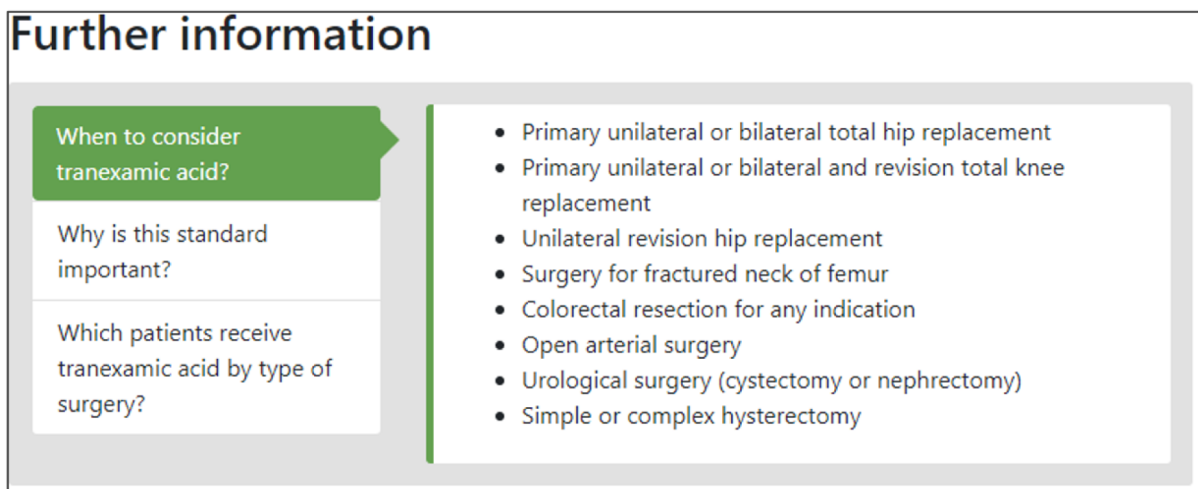 Further information
When to consider
tranexamic acid?
Why is this standard
important?
Which patients receive
tranexamic acid by type of
surgery?
• Primary unilateral or bilateral total hip replacement
• Primary unilateral or bilateral and revision total knee
replacement
• Unilateral revision hip replacement
• Surgery for fractured neck of femur
• Colorectal resection for any indication
• Open arterial surgery
• Urological surgery (cystectomy or nephrectomy)
• Simple or complex hysterectomy